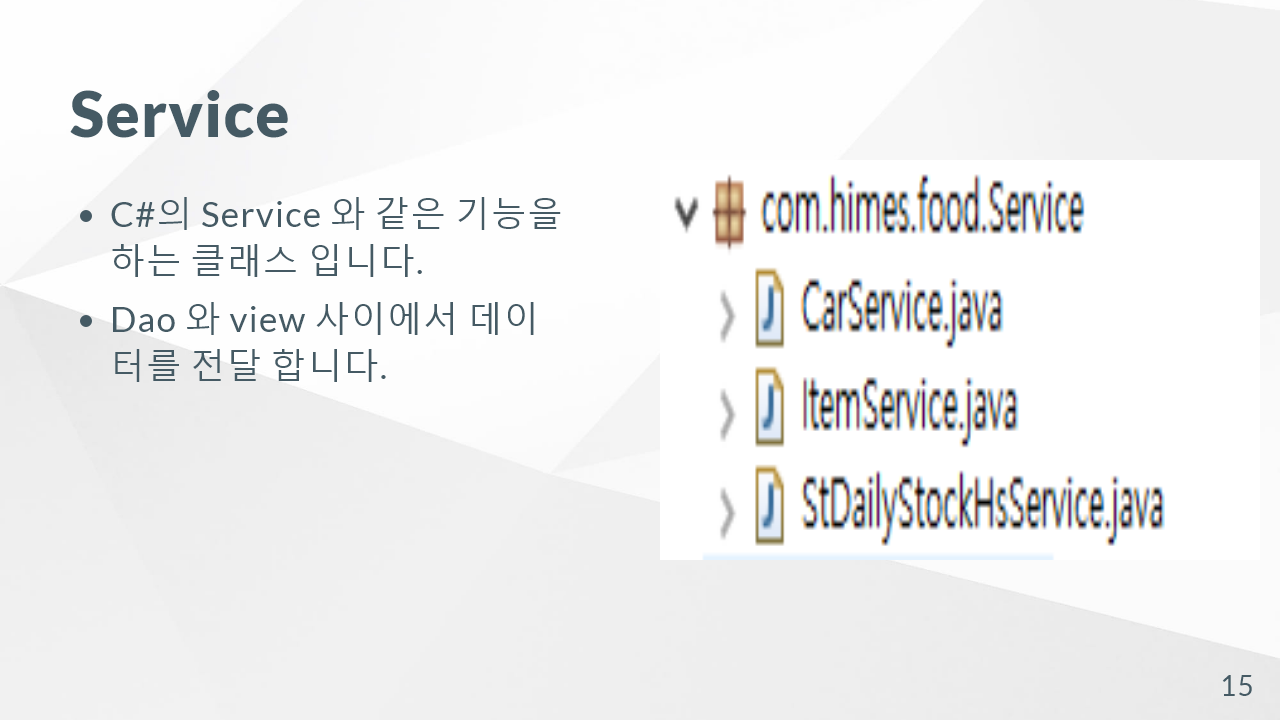 Service
C#의 Service 와 같은 기능을
하는 클래스 입니다.
Dao 와 view 사이에서 데이
터를 전달 합니다.
com.himes.food.Service
CarService.java
ItemService.java
StDailyStockHsService.java
15